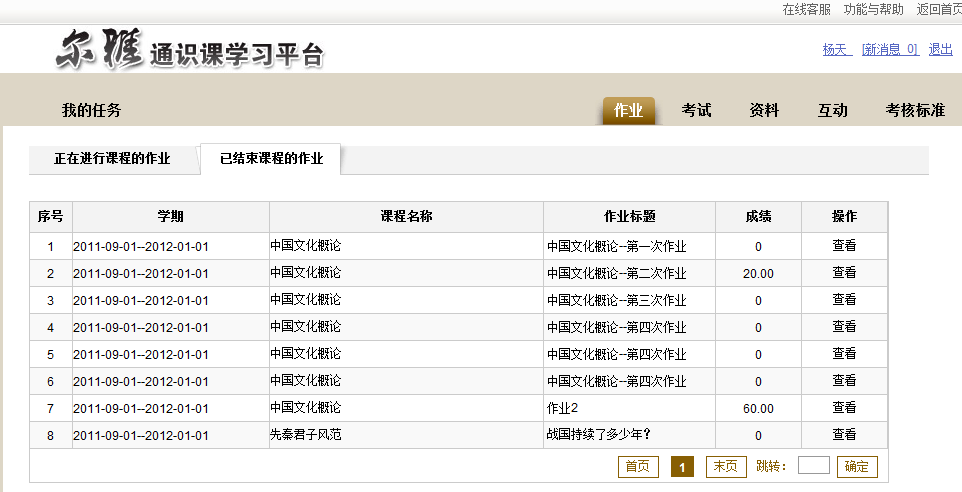 在线客服 功能与帮助 返回首页
尔雅 通识课学习平台
杨天 [新消息 0] 退出
我的任务 作业 考试 资料 互动 考核标准
正在进行课程的作业 已结束课程的作业
序号 学期 课程名称 作业标题 成绩 操作
1 2011-09-01--2012-01-01 中国文化概论 中国文化概论--第一次作业 0 查看
2 2011-09-01--2012-01-01 中国文化概论 中国文化概论--第二次作业 20.00 查看
3 2011-09-01--2012-01-01 中国文化概论 中国文化概论--第三次作业 0 查看
4 2011-09-01--2012-01-01 中国文化概论 中国文化概论--第四次作业 0 查看
5 2011-09-01--2012-01-01 中国文化概论 中国文化概论--第四次作业 0 查看
6 2011-09-01--2012-01-01 中国文化概论 中国文化概论--第四次作业 0 查看
7 2011-09-01--2012-01-01 中国文化概论 作业2 60.00 查看
8 2011-09-01--2012-01-01 先秦君子风范 战国持续了多少年? 0 查看
首页 1 末页 跳转: 确定